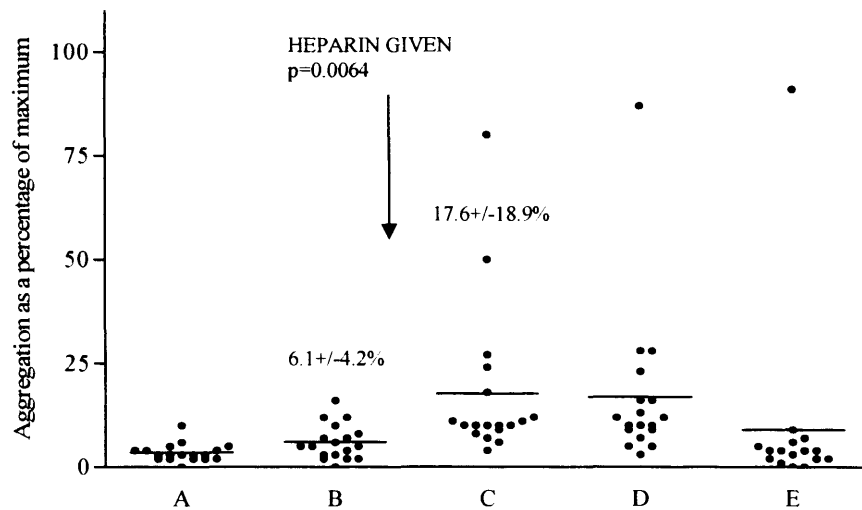 HEPARIN GIVEN
p=0.0064
100
75
50
25
0
Aggregation as a percentage of maximum
17.6+/-18.9%
6.1+/-4.2%
A B C D E